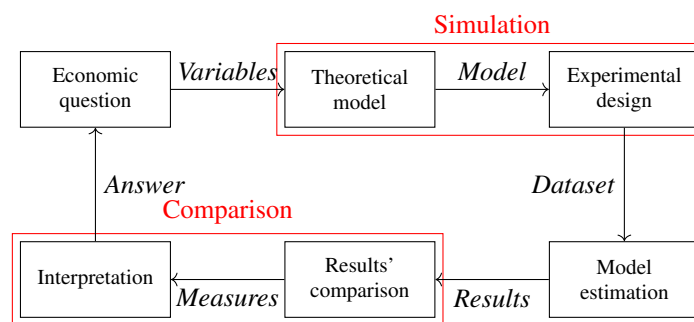 Simulation
Economic
question
Variables
Theoretical
model
Model
Experimental
design
Answer
Dataset
Comparison
Interpretation
Measures
Results’
comparison
Results
Model
estimation